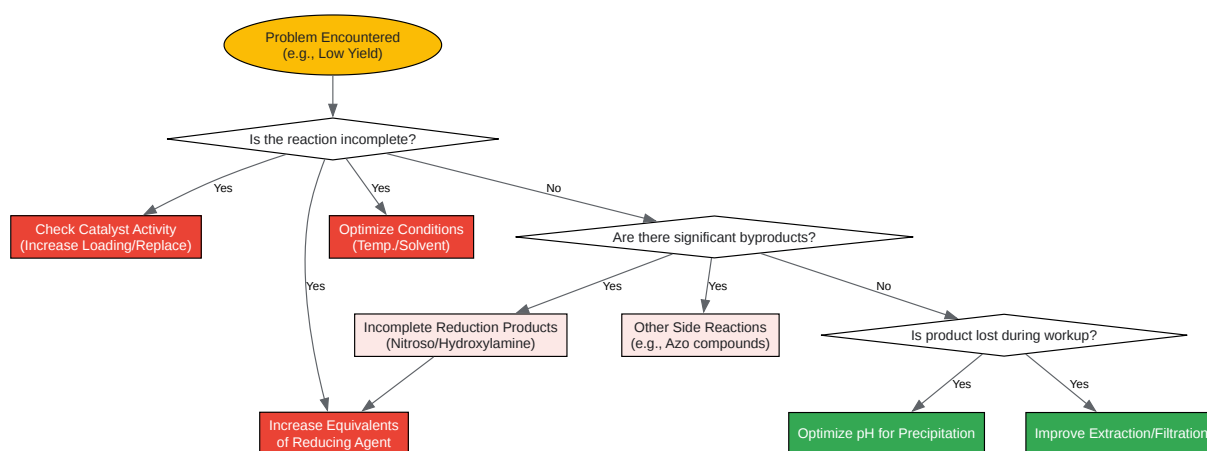 Problem Encountered
(e.g., Low Yield)
Is the reaction incomplete?
Yes
Yes
No
Check Catalyst Activity
(Increase Loading/Replace)
Optimize Conditions
(Temp./Solvent)
Are there significant byproducts?
Yes
Yes
Yes
No
Incomplete Reduction Products
(Nitroso/Hydroxylamine)
Other Side Reactions
(e.g., Azo compounds)
Is product lost during workup?
Yes
Yes
Increase Equivalents
of Reducing Agent
Optimize pH for Precipitation
Improve Extraction/Filtration